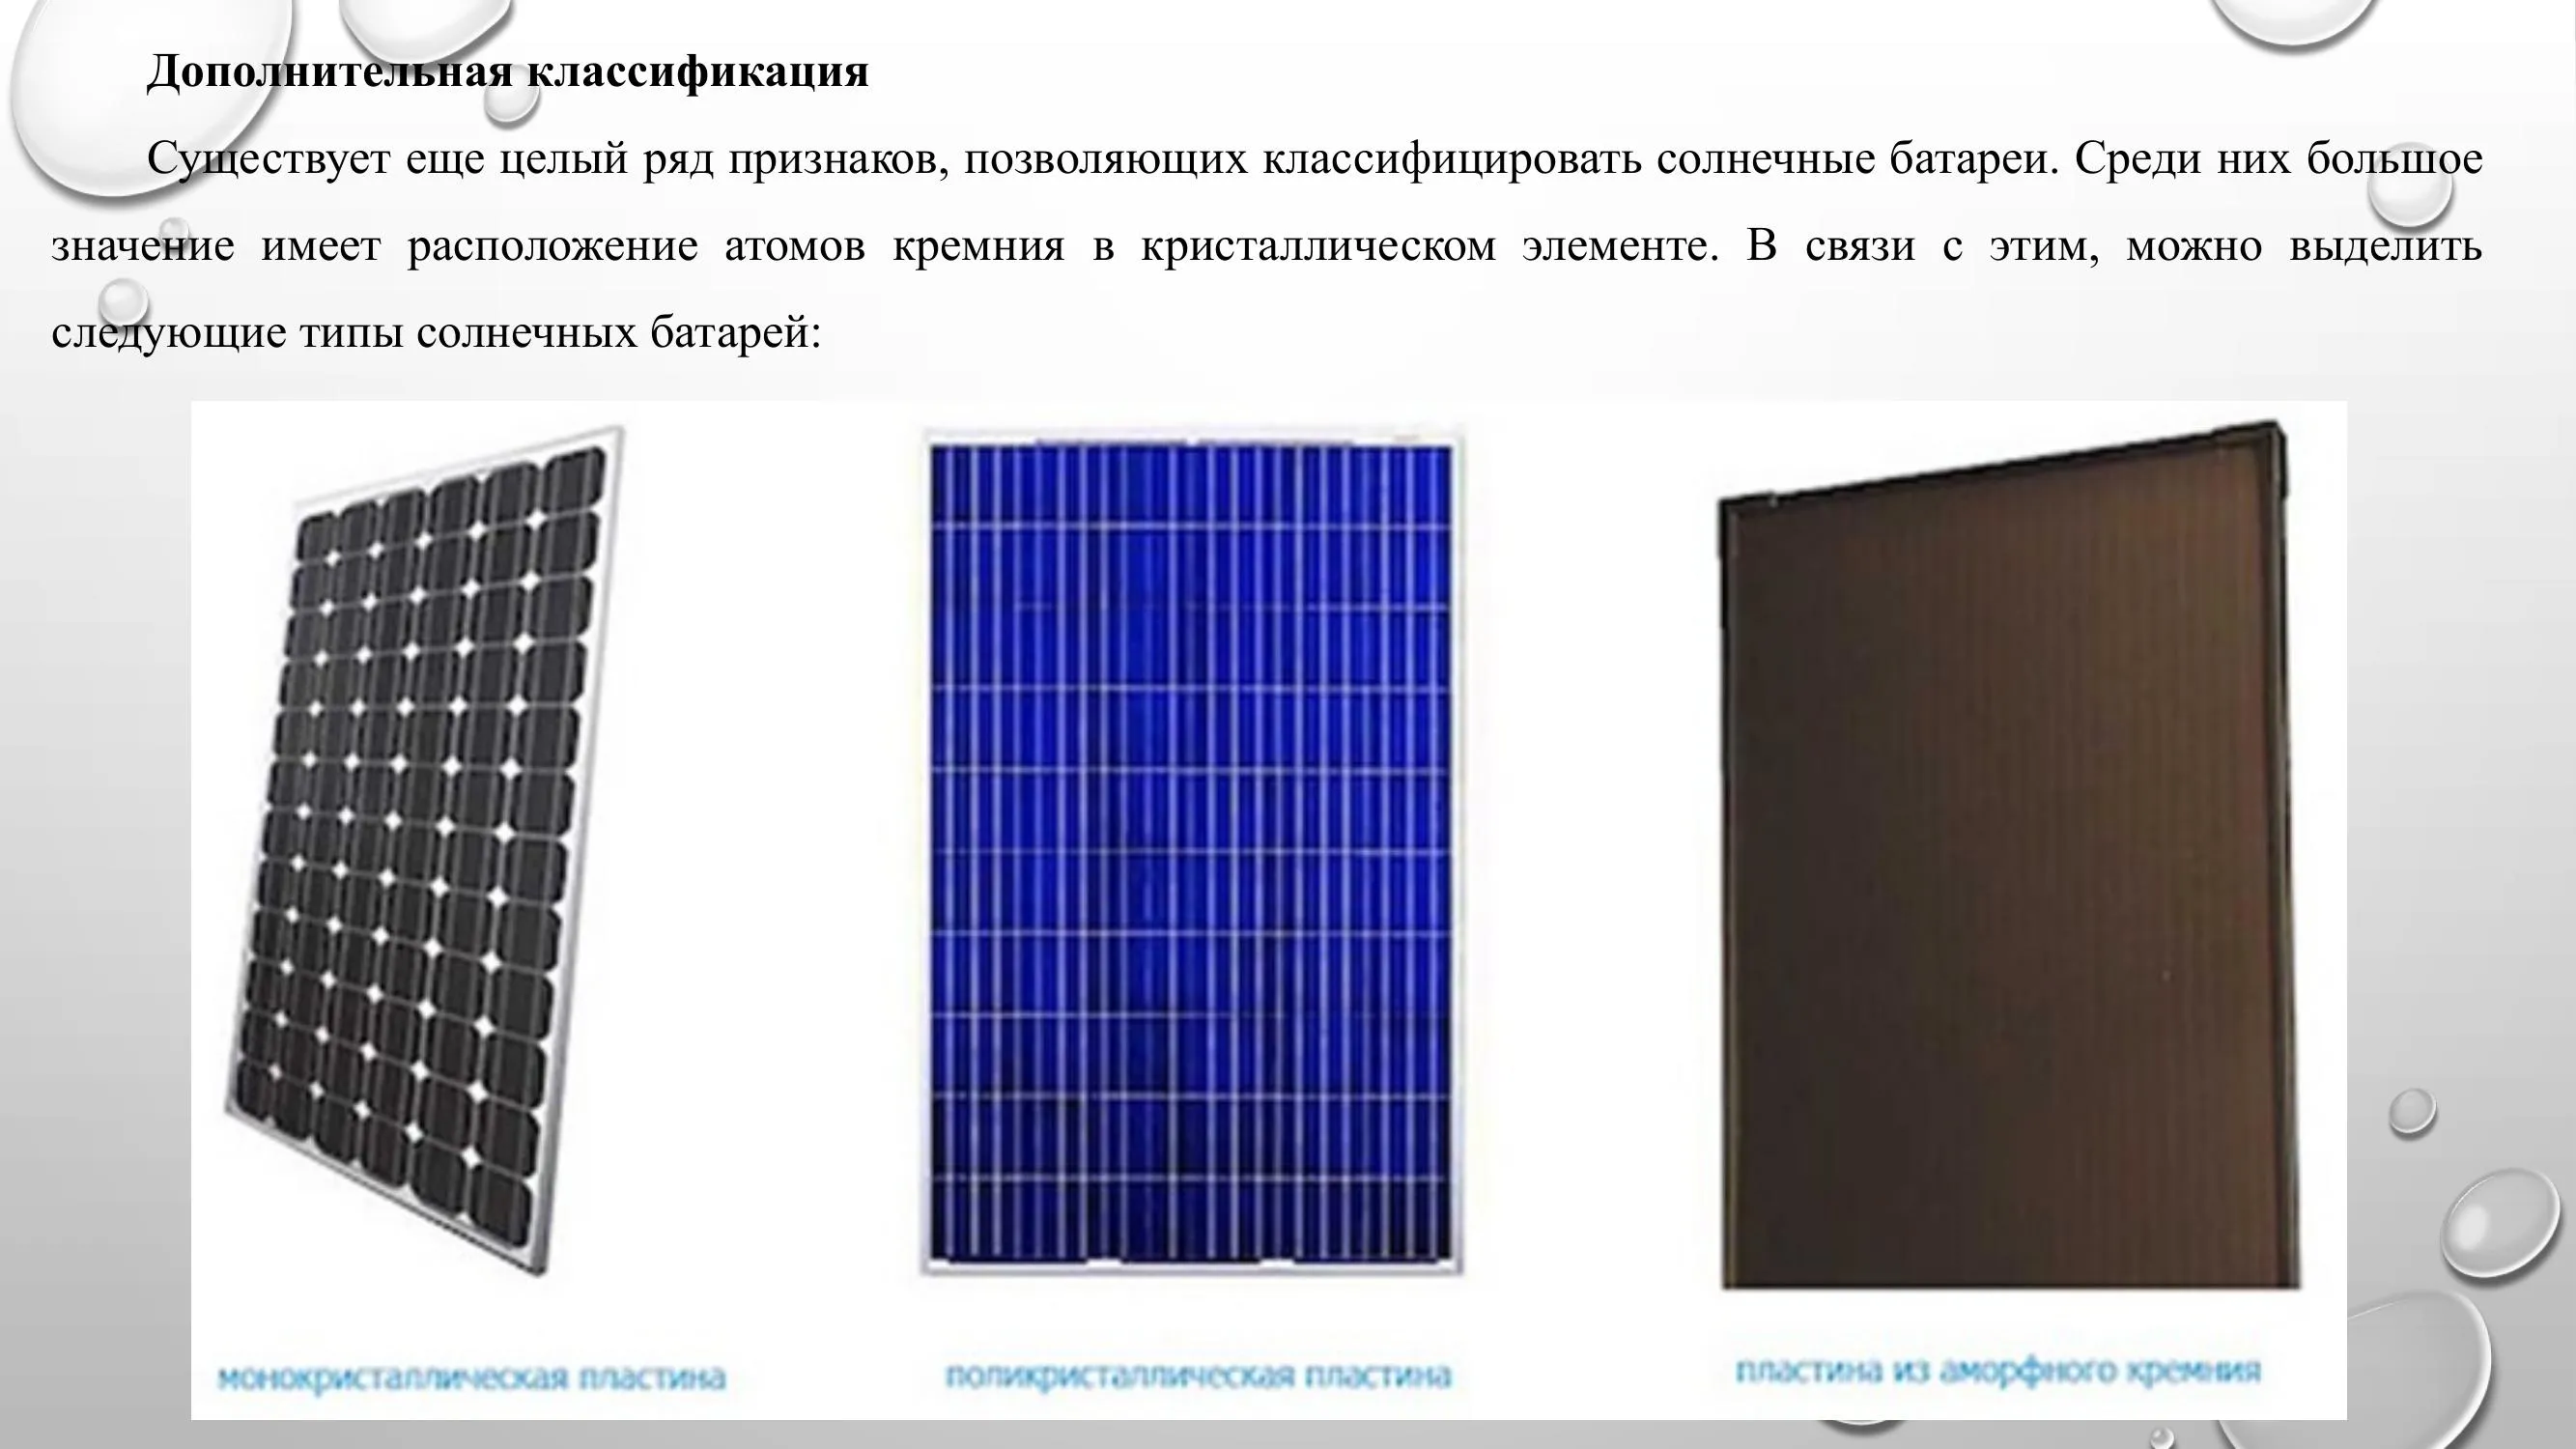 Дополнительная классификация
Существует еще целый ряд признаков, позволяющих классифицировать солнечные батареи. Среди них большое
значение имеет расположение атомов кремния в кристаллическом элементе. В связи с этим, можно выделить
следующие типы солнечных батарей:
монокристаллическая пластина
поликристаллическая пластина
пластина из аморфного кремния